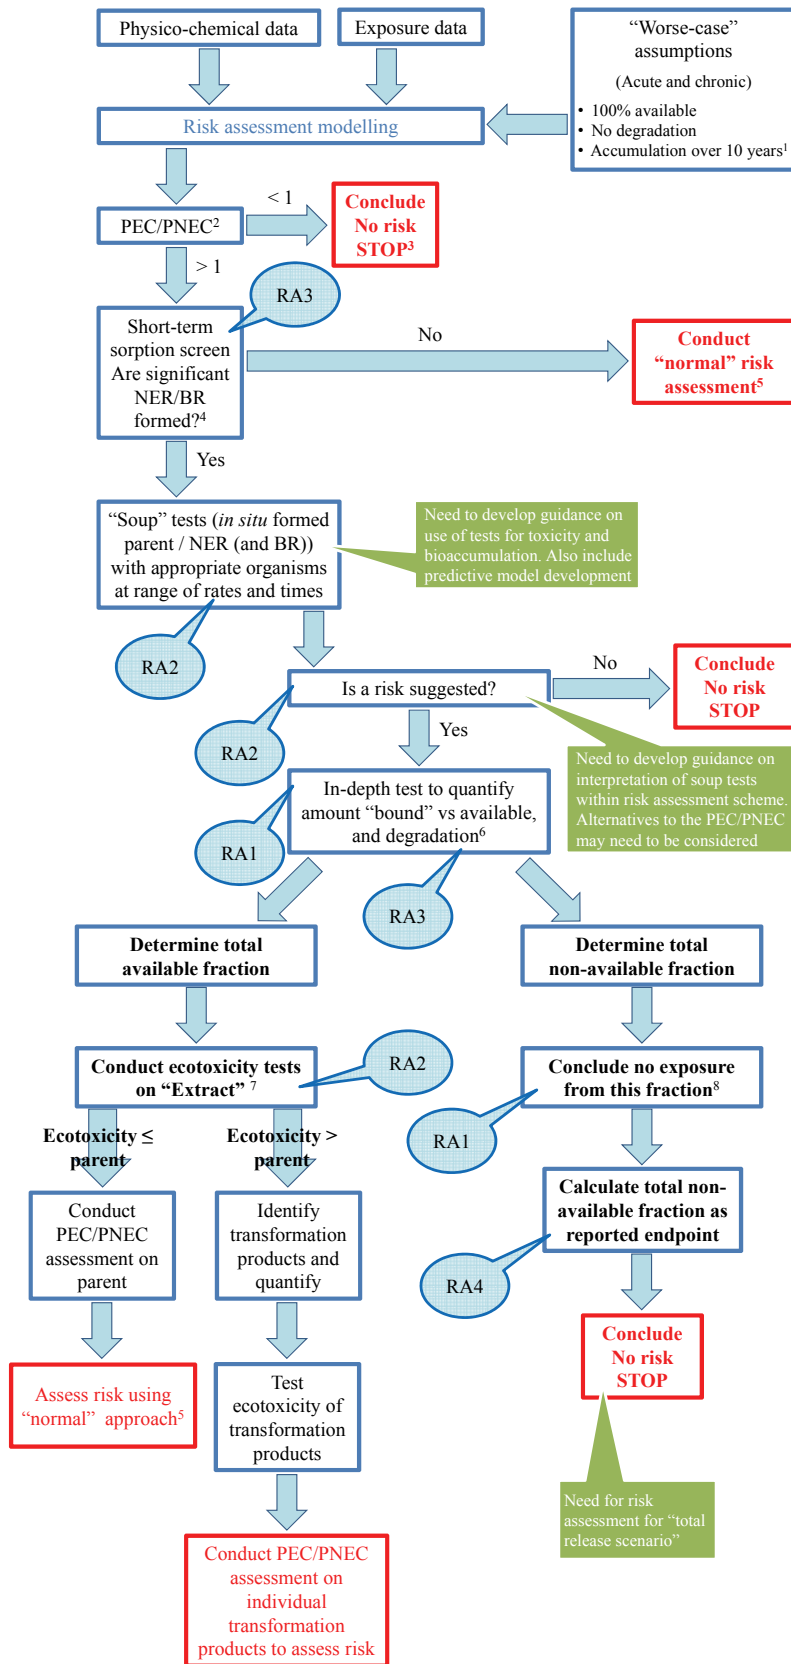 Physico-chemical data
Exposure data
“Worse-case”
assumptions
(Acute and chronic)
• 100% available
• No degradation
• Accumulation over 10 years¹
Risk assessment modelling
PEC/PNEC²
< 1
Conclude
No risk
STOP³
> 1
RA3
Short-term
sorption screen
Are significant
NER/BR
formed?⁴
No
Conduct
“normal” risk
assessment⁵
Yes
“Soup” tests (in situ formed
parent / NER (and BR))
with appropriate organisms
at range of rates and times
Need to develop guidance on
use of tests for toxicity and
bioaccumulation. Also include
predictive model development
RA2
Is a risk suggested?
No
Conclude
No risk
STOP
RA2
Yes
Need to develop guidance on
interpretation of soup tests
within risk assessment scheme.
Alternatives to the PEC/PNEC
may need to be considered
In-depth test to quantify
amount “bound” vs available,
and degradation⁶
RA1
RA3
Determine total
available fraction
Determine total
non-available fraction
Conduct ecotoxicity tests
on “Extract” ⁷
RA2
Conclude no exposure
from this fraction⁸
RA1
Ecotoxicity ≤
parent
Ecotoxicity >
parent
Conduct
PEC/PNEC
assessment on
parent
Identify
transformation
products and
quantify
Calculate total non-
available fraction as
reported endpoint
RA4
Assess risk using
“normal” approach⁵
Test
ecotoxicity of
transformation
products
Conclude
No risk
STOP
Need for risk
assessment for “total
release scenario”
Conduct PEC/PNEC
assessment on
individual
transformation
products to assess risk